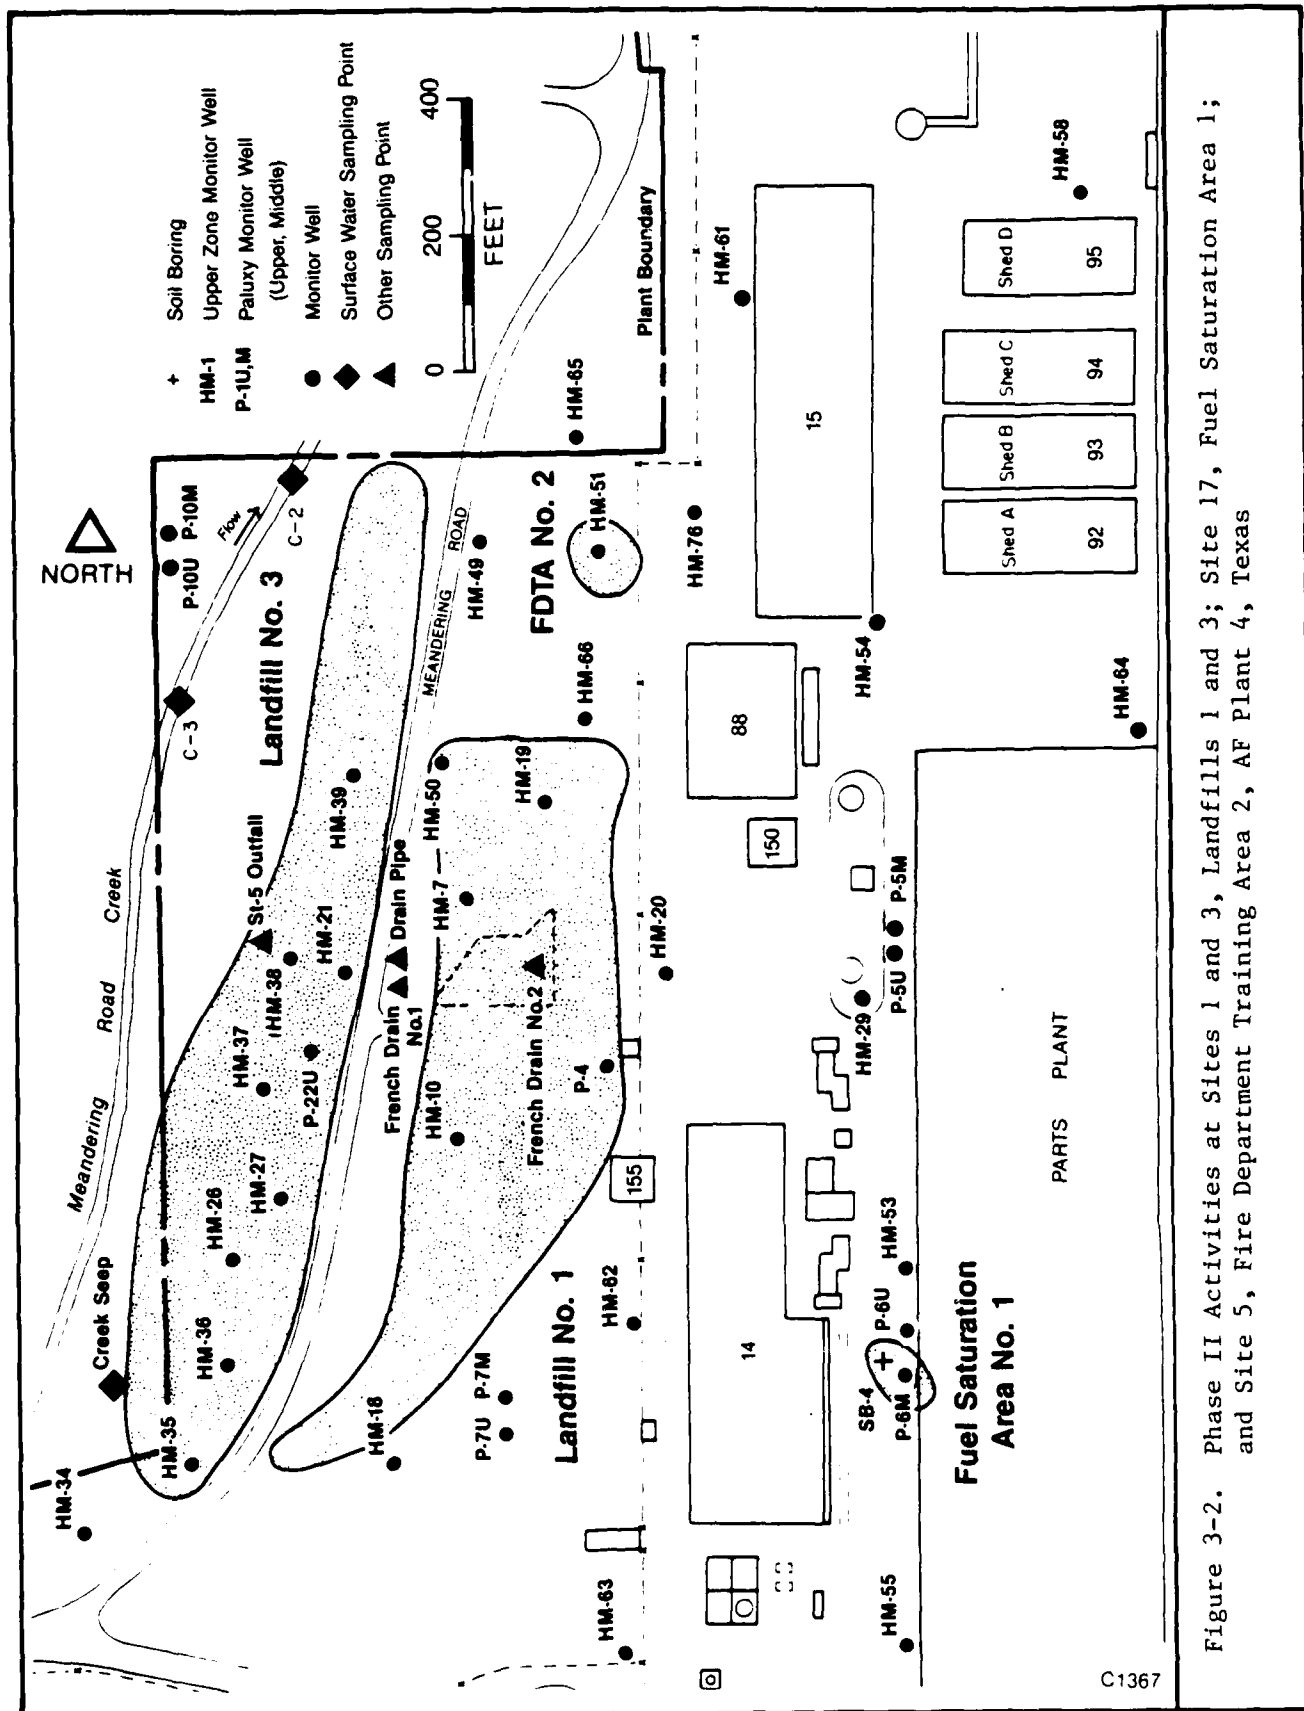 NORTH
+ Soil Boring
HM-1 Upper Zone Monitor Well
P-1U,M Paluxy Monitor Well
(Upper, Middle)
Monitor Well
Surface Water Sampling Point
Other Sampling Point
0 200 400
FEET
Plant Boundary
Meandering Road Creek
Creek Seep
C-3
C-2
Flow
P-10U
P-10M
Landfill No. 3
HM-34
HM-35
HM-36
HM-26
HM-27
HM-37
P-22U
HM-38
HM-21
St-5 Outfall
HM-39
MEANDERING ROAD
French Drain
No.1
Drain Pipe
HM-18
HM-10
HM-7
HM-50
HM-19
French Drain No.2
P-4
P-7U
P-7M
Landfill No. 1
HM-49
FDTA No. 2
HM-51
HM-65
HM-66
HM-63
HM-62
155
HM-20
HM-76
HM-61
14
150
88
15
HM-54
HM-55
SB-4
P-6M
P-6U
HM-53
HM-29
P-5U
P-5M
Fuel Saturation
Area No. 1
PARTS PLANT
HM-64
Shed A
92
Shed B
93
Shed C
94
Shed D
95
HM-58
C1367
Figure 3-2. Phase II Activities at Sites 1 and 3, Landfills 1 and 3; Site 17, Fuel Saturation Area 1;
and Site 5, Fire Department Training Area 2, AF Plant 4, Texas